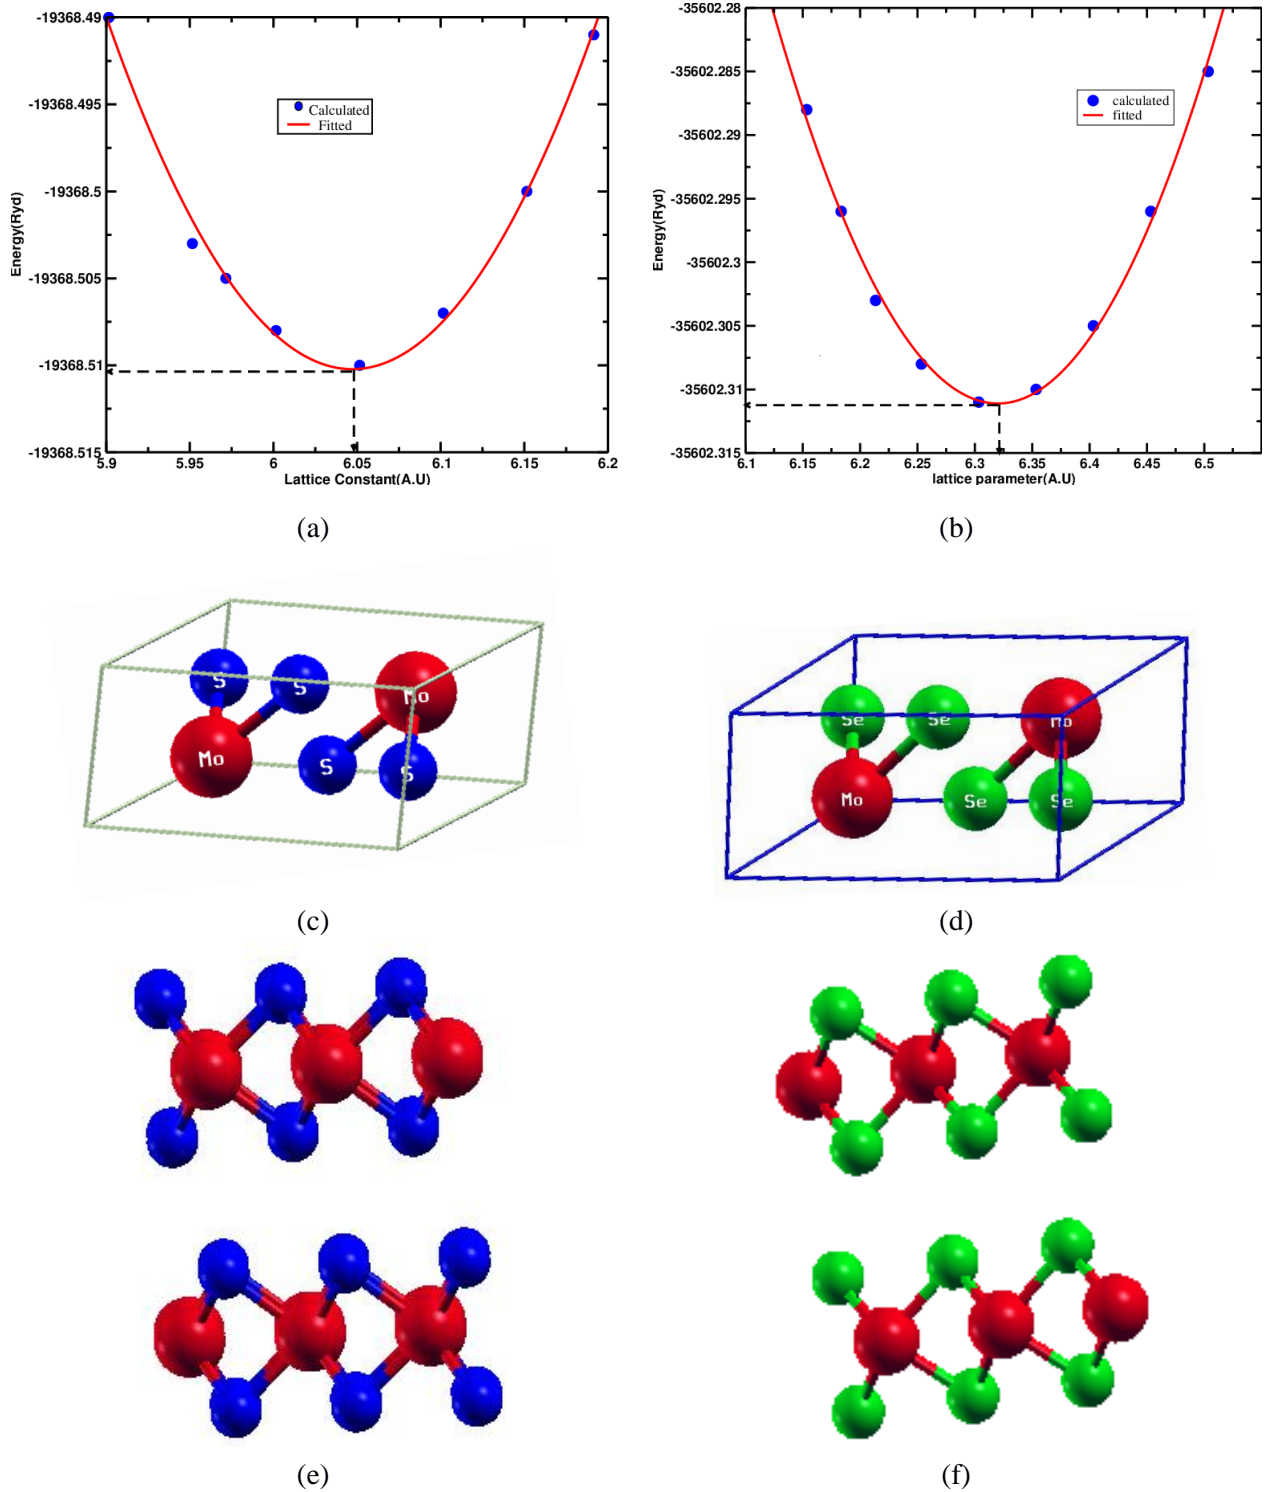 -19368.49
-19368.495
-19368.5
-19368.505
-19368.51
-19368.515
Energy(Ryd)
Calculated
Fitted
5.9
5.95
6
6.05
6.1
6.15
6.2
Lattice Constant(A.U)
(a)
-35602.28
-35602.285
-35602.29
-35602.295
-35602.3
-35602.305
-35602.31
-35602.315
Energy(Ryd)
calculated
fitted
6.1
6.15
6.2
6.25
6.3
6.35
6.4
6.45
6.5
lattice parameter(A.U)
(b)
S
S
Mo
Mo
S
S
(c)
Se
Se
Mo
Mo
Se
Se
(d)
(e)
(f)